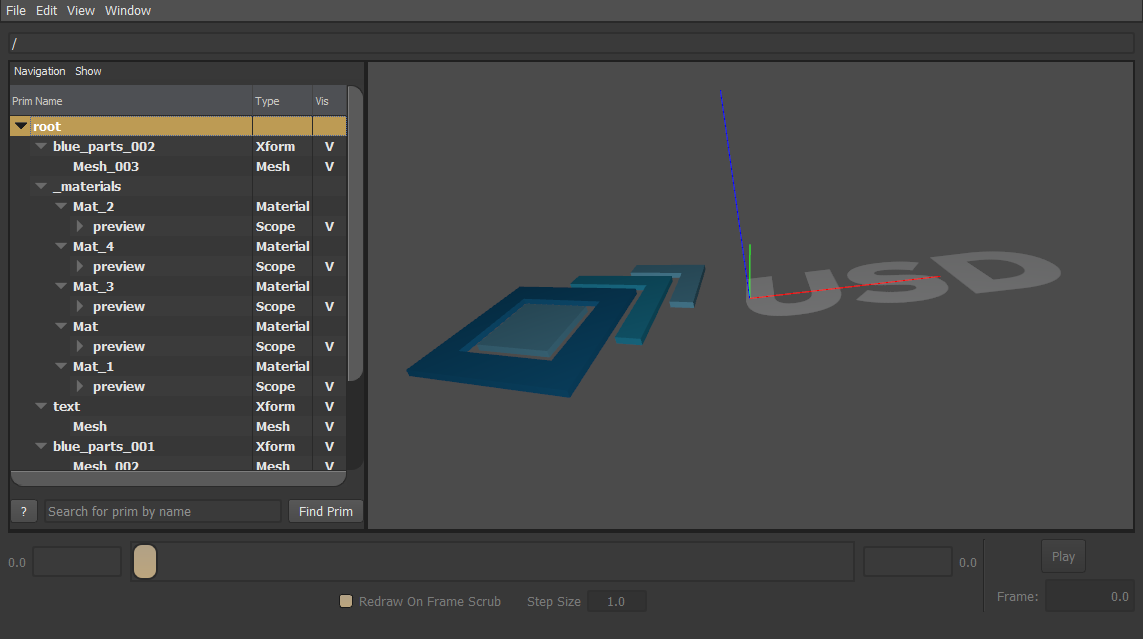 File Edit View Window
/
Navigation Show
Prim Name Type Vis
root
blue_parts_002 Xform V
Mesh_003 Mesh V
_materials
Mat_2 Material
preview Scope V
Mat_4 Material
preview Scope V
Mat_3 Material
preview Scope V
Mat Material
preview Scope V
Mat_1 Material
preview Scope V
text Xform V
Mesh Mesh V
blue_parts_001 Xform V
Mesh_002 Mesh V
? Search for prim by name Find Prim
USD
0.0 0.0 Play
Redraw On Frame Scrub Step Size 1.0 Frame: 0.0